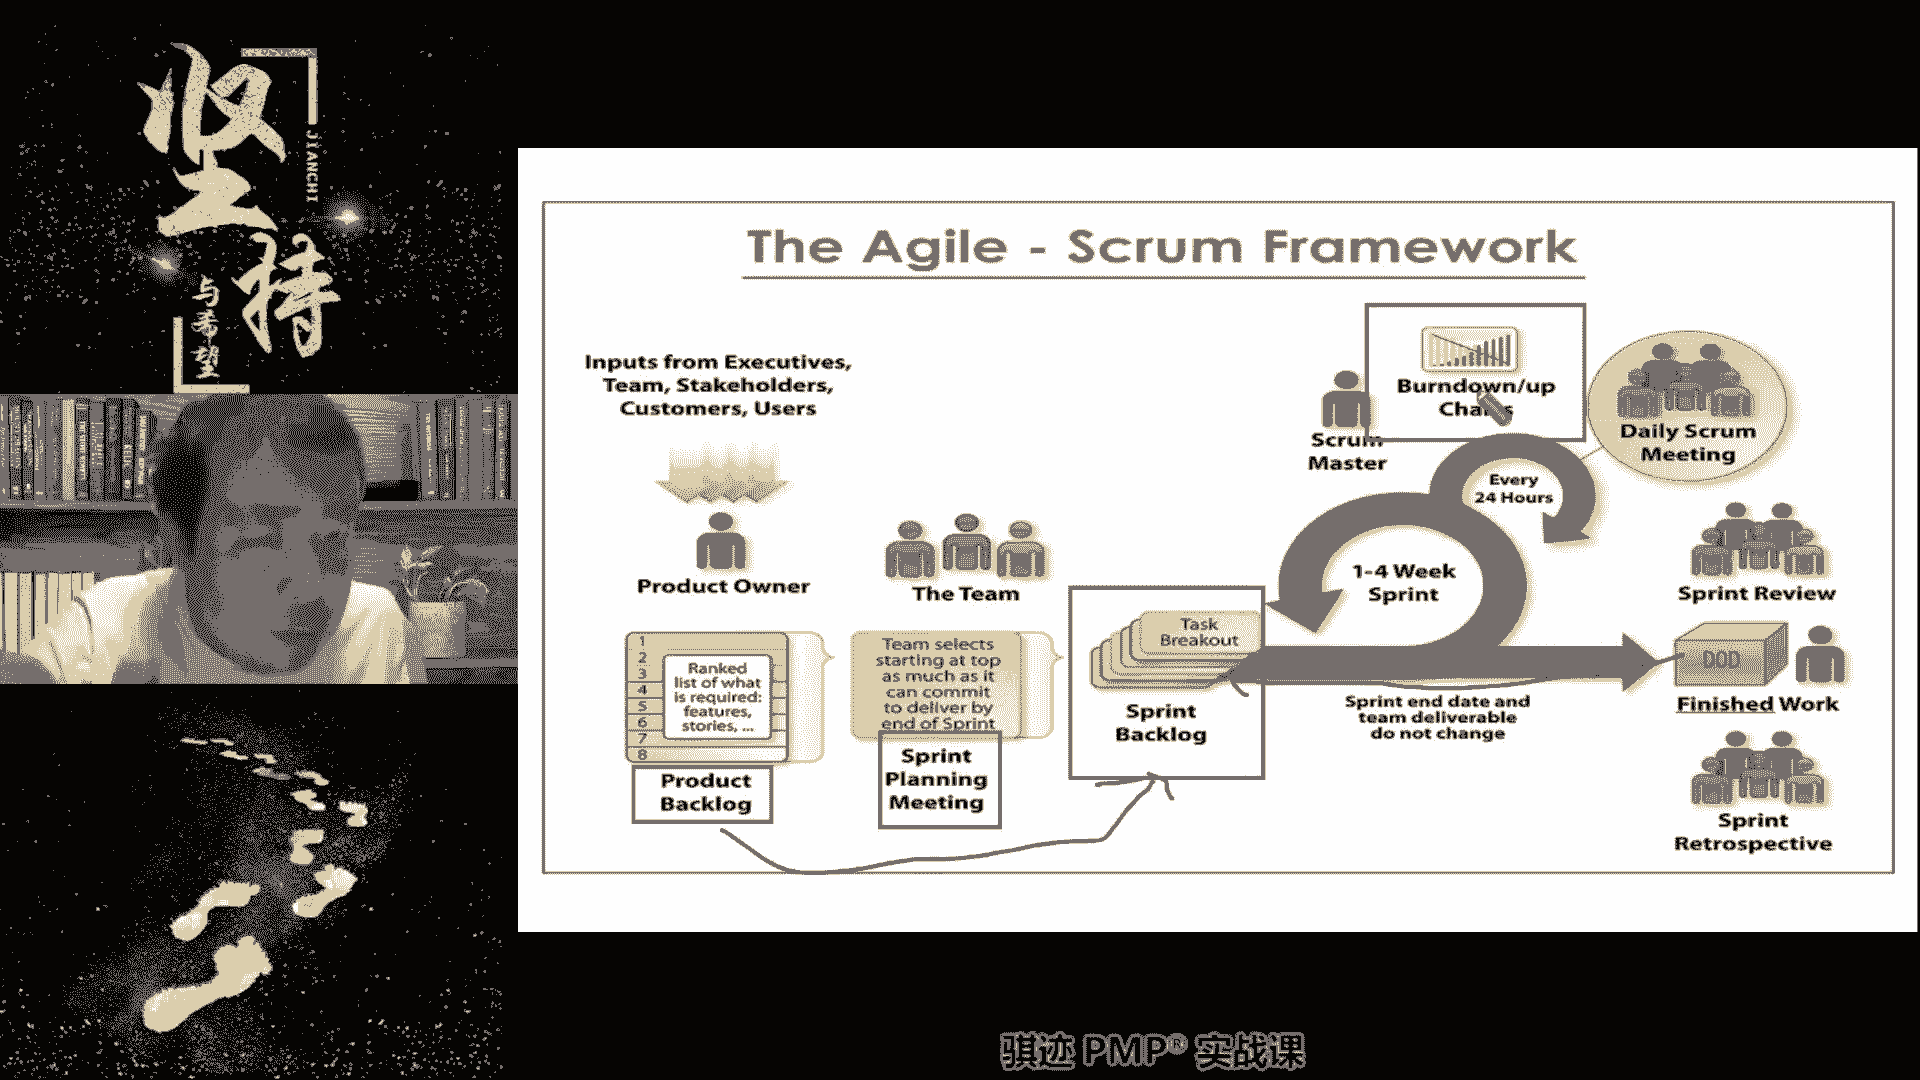 坚持
JIANCHI
与希望
The Agile - Scrum Framework
Inputs from Executives,
Team, Stakeholders,
Customers, Users
Product Owner
The Team
1
2
3
4
5
6
7
8
Ranked
list of what
is required:
features,
stories, ...
Product
Backlog
Team selects
starting at top
as much as it
can commit
to deliver by
end of Sprint
Sprint
Planning
Meeting
Task
Breakout
Sprint
Backlog
Scrum
Master
Burndown/up
Charts
Every
24 Hours
Daily Scrum
Meeting
1-4 Week
Sprint
Sprint end date and
team deliverable
do not change
Sprint Review
DOD
Finished Work
Sprint
Retrospective
骐迹 PMP® 实战课